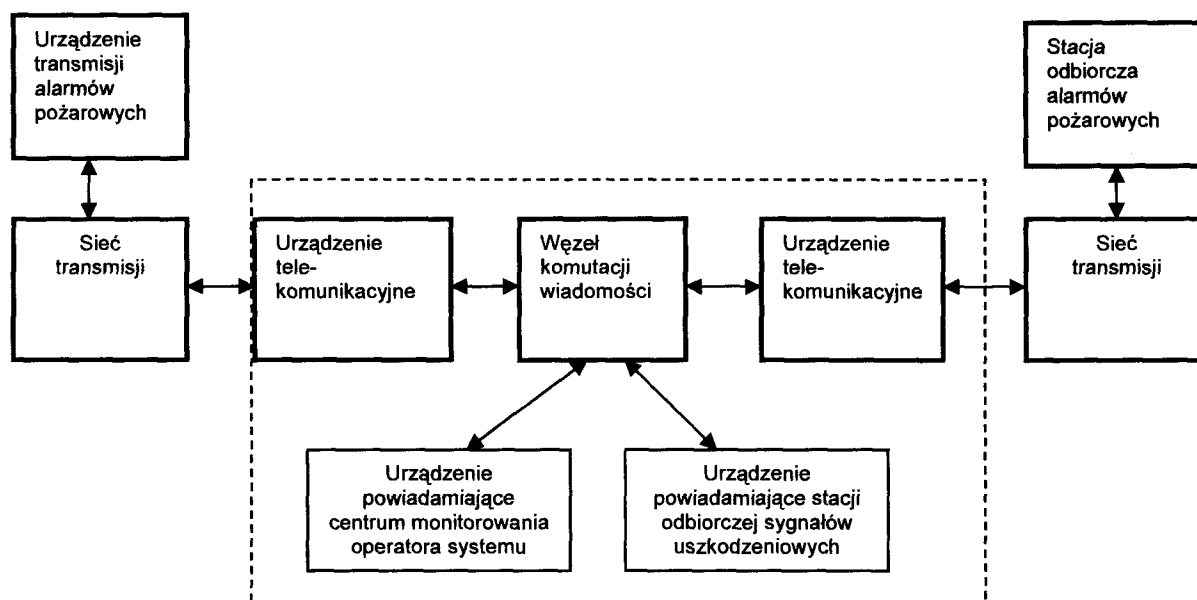 Urządzenie
transmisji
alarmów
pożarowych
Stacja
odbiorcza
alarmów
pożarowych
Sieć
transmisji
Urządzenie
tele-
komunikacyjne
Węzeł
komutacji
wiadomości
Urządzenie
tele-
komunikacyjne
Sieć
transmisji
Urządzenie
powiadamiające
centrum monitorowania
operatora systemu
Urządzenie
powiadamiające stacji
odbiorczej sygnałów
uszkodzeniowych